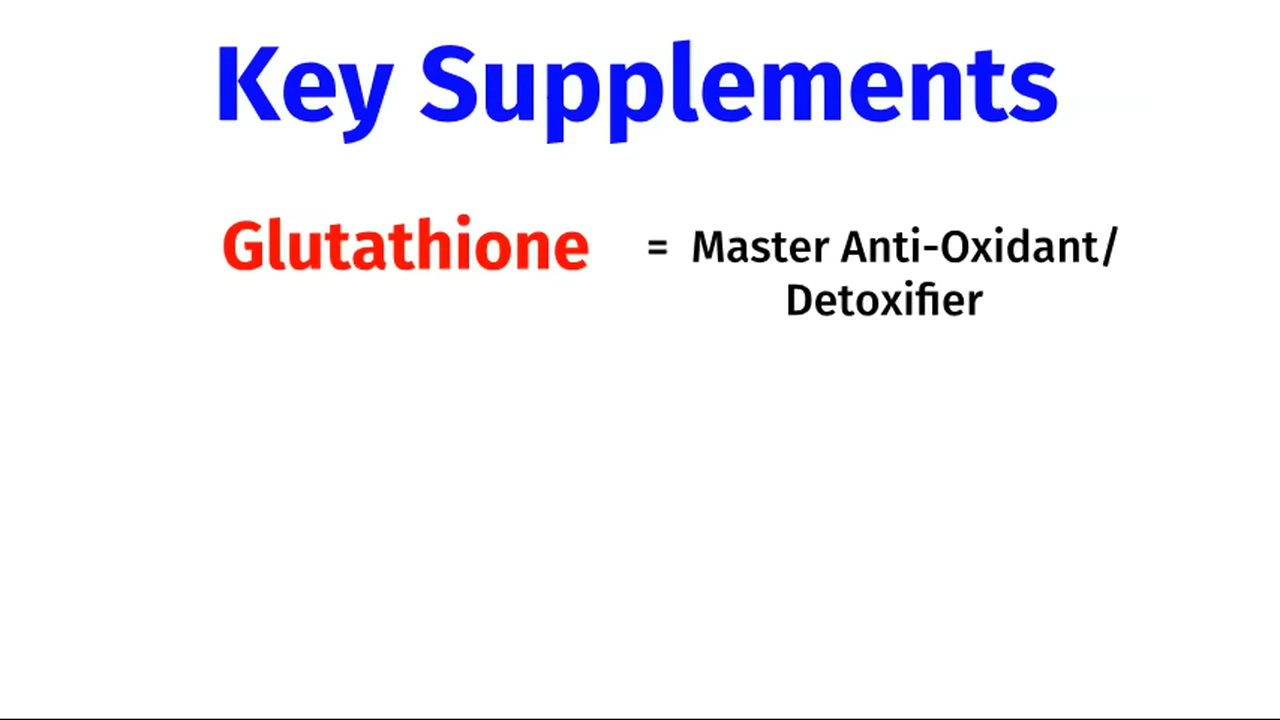 Key Supplements
Glutathione = Master Anti-Oxidant/
Detoxifier